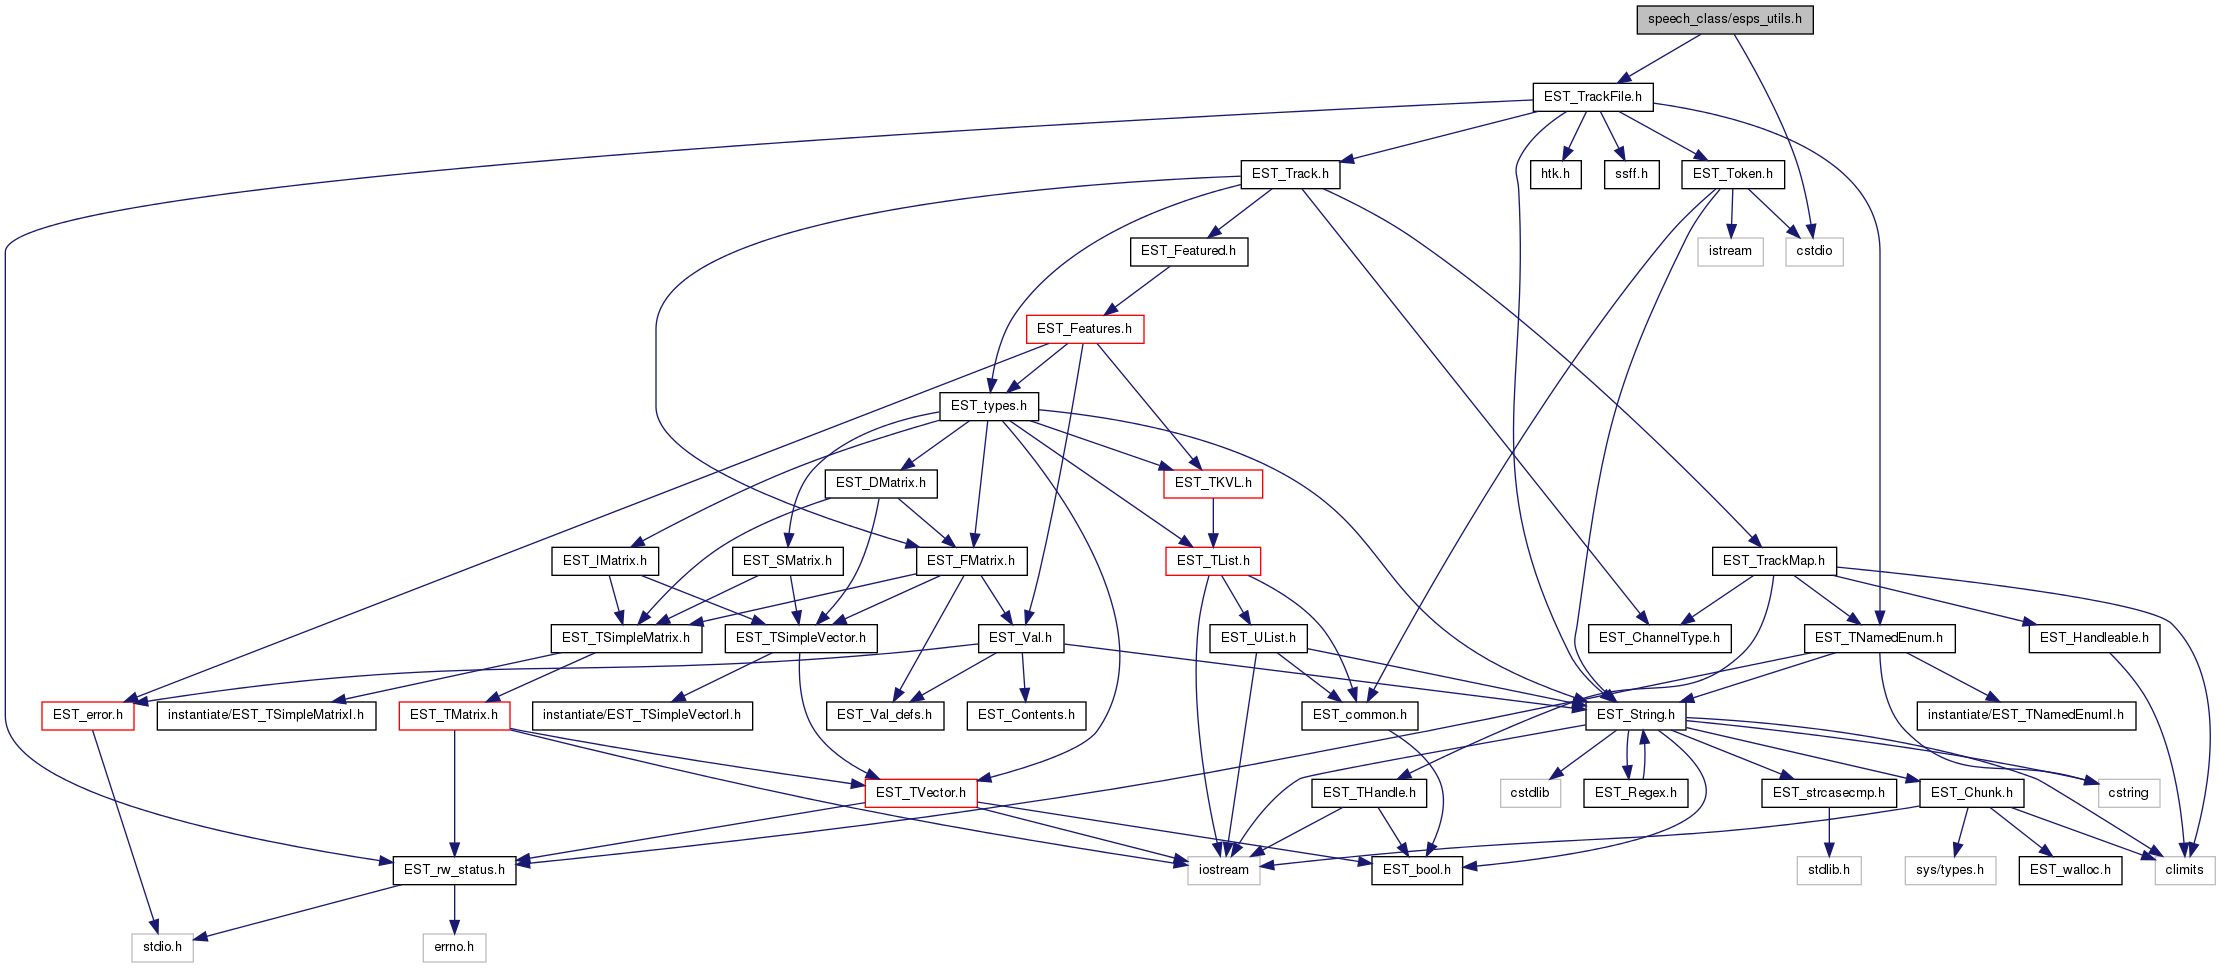 speech_class/esps_utils.h
EST_TrackFile.h
EST_Track.h
htk.h
ssff.h
EST_Token.h
EST_Featured.h
istream
cstdio
EST_Features.h
EST_types.h
EST_DMatrix.h
EST_TKVL.h
EST_IMatrix.h
EST_SMatrix.h
EST_FMatrix.h
EST_TList.h
EST_TrackMap.h
EST_TSimpleMatrix.h
EST_TSimpleVector.h
EST_Val.h
EST_UList.h
EST_ChannelType.h
EST_TNamedEnum.h
EST_Handleable.h
EST_error.h
instantiate/EST_TSimpleMatrixI.h
EST_TMatrix.h
instantiate/EST_TSimpleVectorI.h
EST_Val_defs.h
EST_Contents.h
EST_common.h
EST_String.h
instantiate/EST_TNamedEnumI.h
EST_TVector.h
EST_THandle.h
cstdlib
EST_Regex.h
EST_strcasecmp.h
EST_Chunk.h
cstring
EST_rw_status.h
iostream
EST_bool.h
stdlib.h
sys/types.h
EST_walloc.h
climits
stdio.h
errno.h